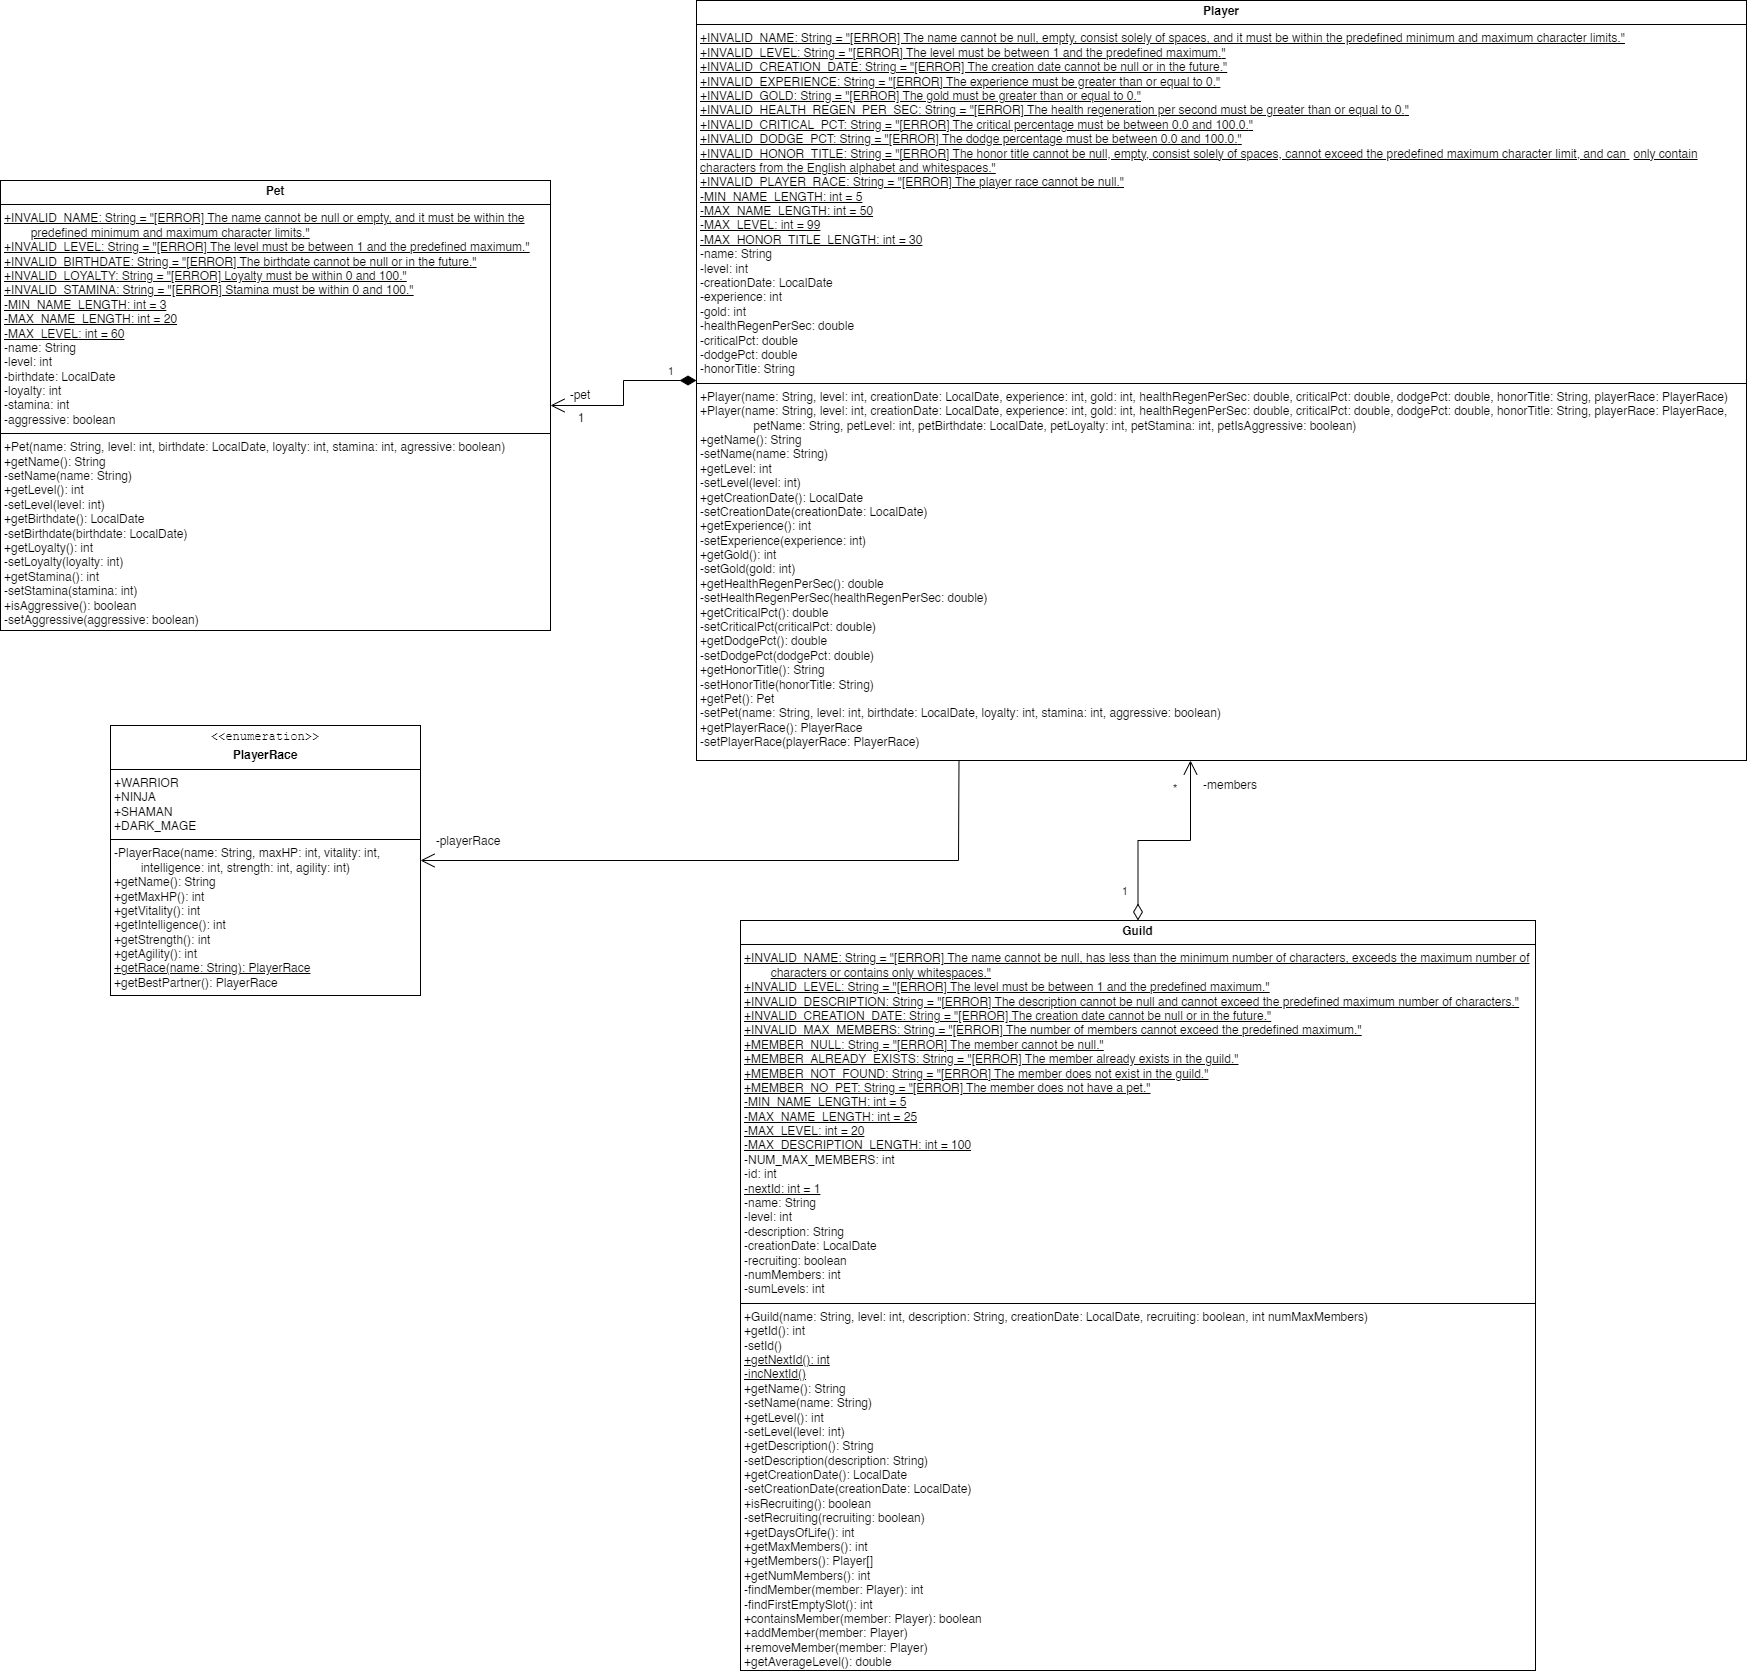 Player
+INVALID_NAME: String = "[ERROR] The name cannot be null, empty, consist solely of spaces, and it must be within the predefined minimum and maximum character limits."
+INVALID_LEVEL: String = "[ERROR] The level must be between 1 and the predefined maximum."
+INVALID_CREATION_DATE: String = "[ERROR] The creation date cannot be null or in the future."
+INVALID_EXPERIENCE: String = "[ERROR] The experience must be greater than or equal to 0."
+INVALID_GOLD: String = "[ERROR] The gold must be greater than or equal to 0."
+INVALID_HEALTH_REGEN_PER_SEC: String = "[ERROR] The health regeneration per second must be greater than or equal to 0."
+INVALID_CRITICAL_PCT: String = "[ERROR] The critical percentage must be between 0.0 and 100.0."
+INVALID_DODGE_PCT: String = "[ERROR] The dodge percentage must be between 0.0 and 100.0."
+INVALID_HONOR_TITLE: String = "[ERROR] The honor title cannot be null, empty, consist solely of spaces, cannot exceed the predefined maximum character limit, and can only contain
characters from the English alphabet and whitespaces."
+INVALID_PLAYER_RACE: String = "[ERROR] The player race cannot be null."
-MIN_NAME_LENGTH: int = 5
-MAX_NAME_LENGTH: int = 50
-MAX_LEVEL: int = 99
-MAX_HONOR_TITLE_LENGTH: int = 30
-name: String
-level: int
-creationDate: LocalDate
-experience: int
-gold: int
-healthRegenPerSec: double
-criticalPct: double
-dodgePct: double
-honorTitle: String
+Player(name: String, level: int, creationDate: LocalDate, experience: int, gold: int, healthRegenPerSec: double, criticalPct: double, dodgePct: double, honorTitle: String, playerRace: PlayerRace)
+Player(name: String, level: int, creationDate: LocalDate, experience: int, gold: int, healthRegenPerSec: double, criticalPct: double, dodgePct: double, honorTitle: String, playerRace: PlayerRace,
petName: String, petLevel: int, petBirthdate: LocalDate, petLoyalty: int, petStamina: int, petIsAggressive: boolean)
+getName(): String
-setName(name: String)
+getLevel: int
-setLevel(level: int)
+getCreationDate(): LocalDate
-setCreationDate(creationDate: LocalDate)
+getExperience(): int
-setExperience(experience: int)
+getGold(): int
-setGold(gold: int)
+getHealthRegenPerSec(): double
-setHealthRegenPerSec(healthRegenPerSec: double)
+getCriticalPct(): double
-setCriticalPct(criticalPct: double)
+getDodgePct(): double
-setDodgePct(dodgePct: double)
+getHonorTitle(): String
-setHonorTitle(honorTitle: String)
+getPet(): Pet
-setPet(name: String, level: int, birthdate: LocalDate, loyalty: int, stamina: int, aggressive: boolean)
+getPlayerRace(): PlayerRace
-setPlayerRace(playerRace: PlayerRace)
Pet
+INVALID_NAME: String = "[ERROR] The name cannot be null or empty, and it must be within the
predefined minimum and maximum character limits."
+INVALID_LEVEL: String = "[ERROR] The level must be between 1 and the predefined maximum."
+INVALID_BIRTHDATE: String = "[ERROR] The birthdate cannot be null or in the future."
+INVALID_LOYALTY: String = "[ERROR] Loyalty must be within 0 and 100."
+INVALID_STAMINA: String = "[ERROR] Stamina must be within 0 and 100."
-MIN_NAME_LENGTH: int = 3
-MAX_NAME_LENGTH: int = 20
-MAX_LEVEL: int = 60
-name: String
-level: int
-birthdate: LocalDate
-loyalty: int
-stamina: int
-aggressive: boolean
+Pet(name: String, level: int, birthdate: LocalDate, loyalty: int, stamina: int, agressive: boolean)
+getName(): String
-setName(name: String)
+getLevel(): int
-setLevel(level: int)
+getBirthdate(): LocalDate
-setBirthdate(birthdate: LocalDate)
+getLoyalty(): int
-setLoyalty(loyalty: int)
+getStamina(): int
-setStamina(stamina: int)
+isAggressive(): boolean
-setAggressive(aggressive: boolean)
1
-pet
1
<<enumeration>>
PlayerRace
+WARRIOR
+NINJA
+SHAMAN
+DARK_MAGE
-PlayerRace(name: String, maxHP: int, vitality: int,
intelligence: int, strength: int, agility: int)
+getName(): String
+getMaxHP(): int
+getVitality(): int
+getIntelligence(): int
+getStrength(): int
+getAgility(): int
+getRace(name: String): PlayerRace
+getBestPartner(): PlayerRace
-playerRace
* -members
1
Guild
+INVALID_NAME: String = "[ERROR] The name cannot be null, has less than the minimum number of characters, exceeds the maximum number of
characters or contains only whitespaces."
+INVALID_LEVEL: String = "[ERROR] The level must be between 1 and the predefined maximum."
+INVALID_DESCRIPTION: String = "[ERROR] The description cannot be null and cannot exceed the predefined maximum number of characters."
+INVALID_CREATION_DATE: String = "[ERROR] The creation date cannot be null or in the future."
+INVALID_MAX_MEMBERS: String = "[ERROR] The number of members cannot exceed the predefined maximum."
+MEMBER_NULL: String = "[ERROR] The member cannot be null."
+MEMBER_ALREADY_EXISTS: String = "[ERROR] The member already exists in the guild."
+MEMBER_NOT_FOUND: String = "[ERROR] The member does not exist in the guild."
+MEMBER_NO_PET: String = "[ERROR] The member does not have a pet."
-MIN_NAME_LENGTH: int = 5
-MAX_NAME_LENGTH: int = 25
-MAX_LEVEL: int = 20
-MAX_DESCRIPTION_LENGTH: int = 100
-NUM_MAX_MEMBERS: int
-id: int
-nextId: int = 1
-name: String
-level: int
-description: String
-creationDate: LocalDate
-recruiting: boolean
-numMembers: int
-sumLevels: int
+Guild(name: String, level: int, description: String, creationDate: LocalDate, recruiting: boolean, int numMaxMembers)
+getId(): int
-setId()
+getNextId(): int
-incNextId()
+getName(): String
-setName(name: String)
+getLevel(): int
-setLevel(level: int)
+getDescription(): String
-setDescription(description: String)
+getCreationDate(): LocalDate
-setCreationDate(creationDate: LocalDate)
+isRecruiting(): boolean
-setRecruiting(recruiting: boolean)
+getDaysOfLife(): int
+getMaxMembers(): int
+getMembers(): Player[]
+getNumMembers(): int
-findMember(member: Player): int
-findFirstEmptySlot(): int
+containsMember(member: Player): boolean
+addMember(member: Player)
+removeMember(member: Player)
+getAverageLevel(): double